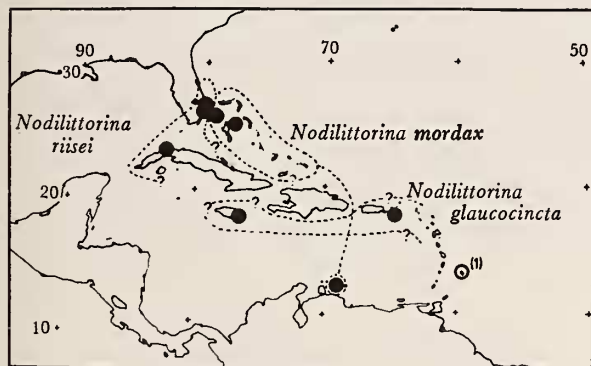 90
70
50
30
Nodilittorina
riisei
Nodilittorina mordax
20
Nodilittorina
glaucocincta
? ? ? ? ? ? ?
(1)
10